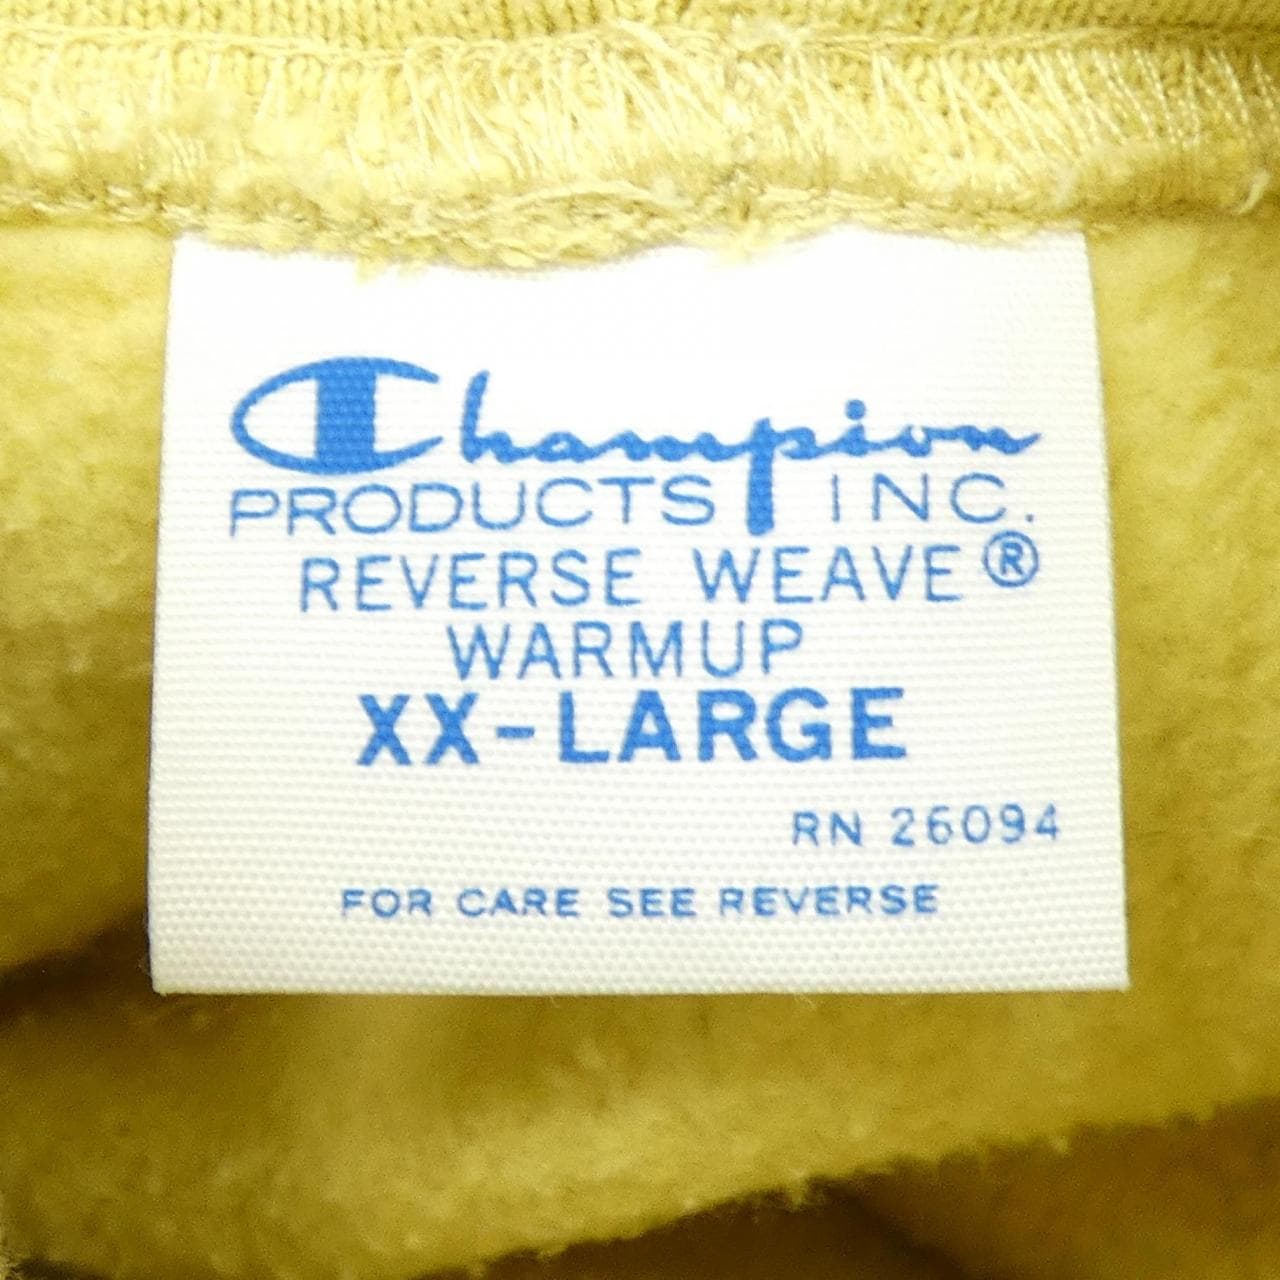 Champion
PRODUCTS INC.
REVERSE WEAVE®
WARMUP
XX-LARGE
RN 26094
FOR CARE SEE REVERSE